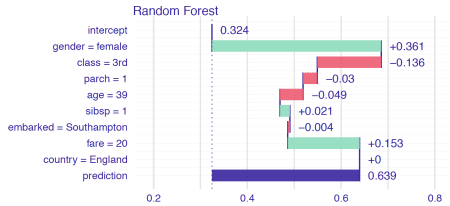 Random Forest
intercept 0.324
gender = female +0.361
class = 3rd −0.136
parch = 1 −0.03
age = 39 −0.049
sibsp = 1 +0.021
embarked = Southampton −0.004
fare = 20 +0.153
country = England +0
prediction 0.639
0.2 0.4 0.6 0.8